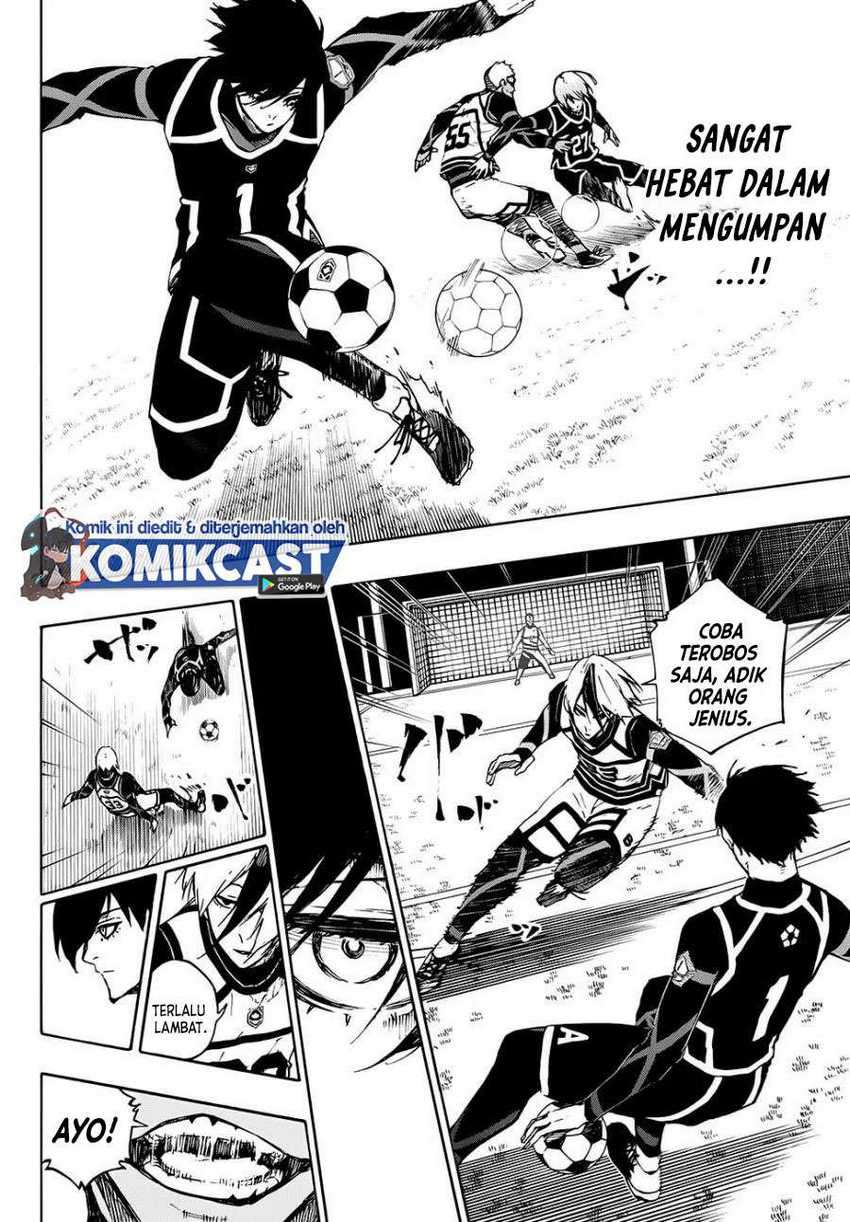 SANGAT
HEBAT DALAM
MENGUMPAN
...!!
55
27
1
Komik ini diedit & diterjemahkan oleh
KOMIKCAST
GET IT ON
Google Play
COBA
TEROBOS
SAJA, ADIK
ORANG
JENIUS.
1
A
TERLALU
LAMBAT.
AYO!